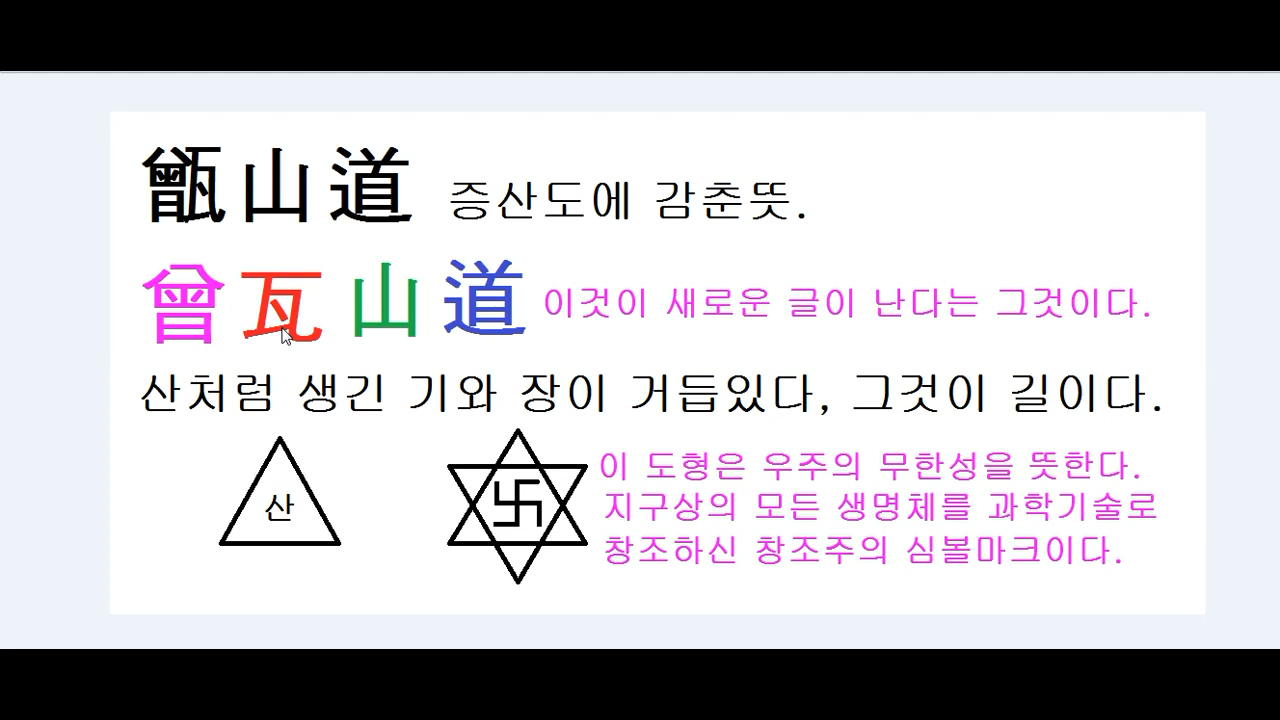 甑山道 증산도에 감춘뜻.
曾瓦山道 이것이 새로운 글이 난다는 그것이다.
산처럼 생긴 기와 장이 거듭있다, 그것이 길이다.
산
卐
이 도형은 우주의 무한성을 뜻한다.
지구상의 모든 생명체를 과학기술로
창조하신 창조주의 심볼마크이다.